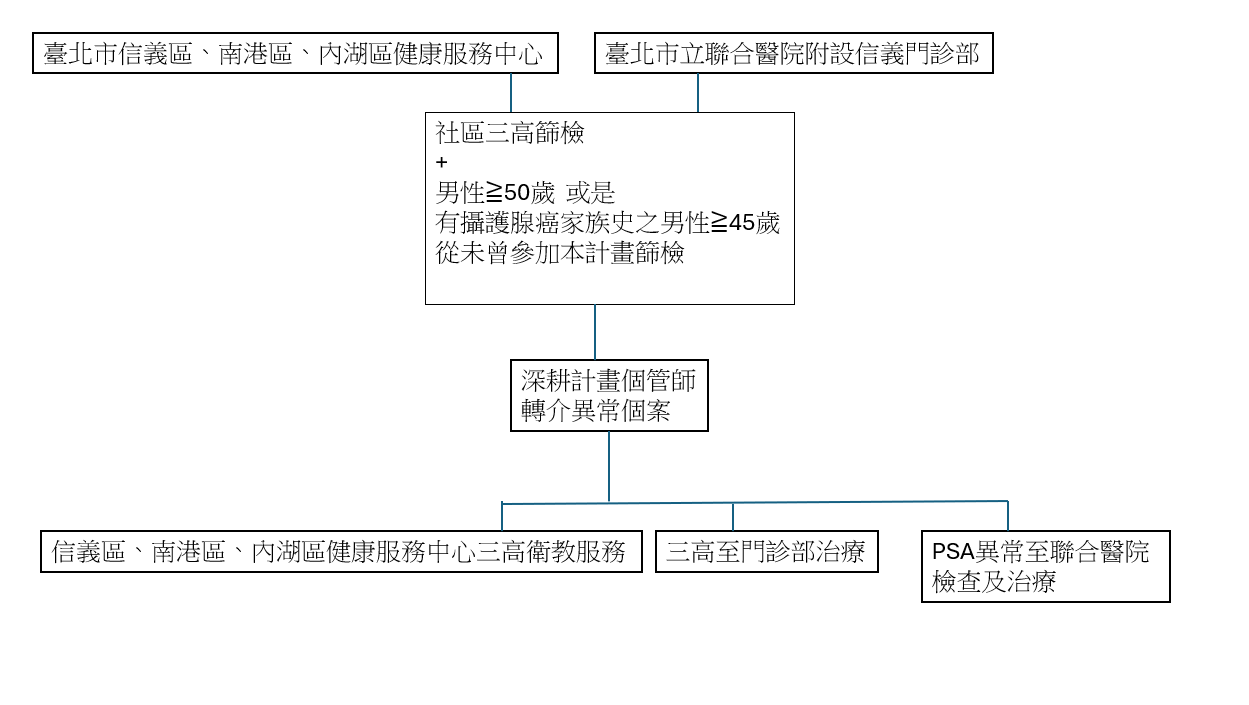 臺北市信義區、南港區、內湖區健康服務中心
臺北市立聯合醫院附設信義門診部
社區三高篩檢
+
男性≧50歲 或是
有攝護腺癌家族史之男性≧45歲
從未曾參加本計畫篩檢
深耕計畫個管師
轉介異常個案
信義區、南港區、內湖區健康服務中心三高衛教服務
三高至門診部治療
PSA異常至聯合醫院
檢查及治療